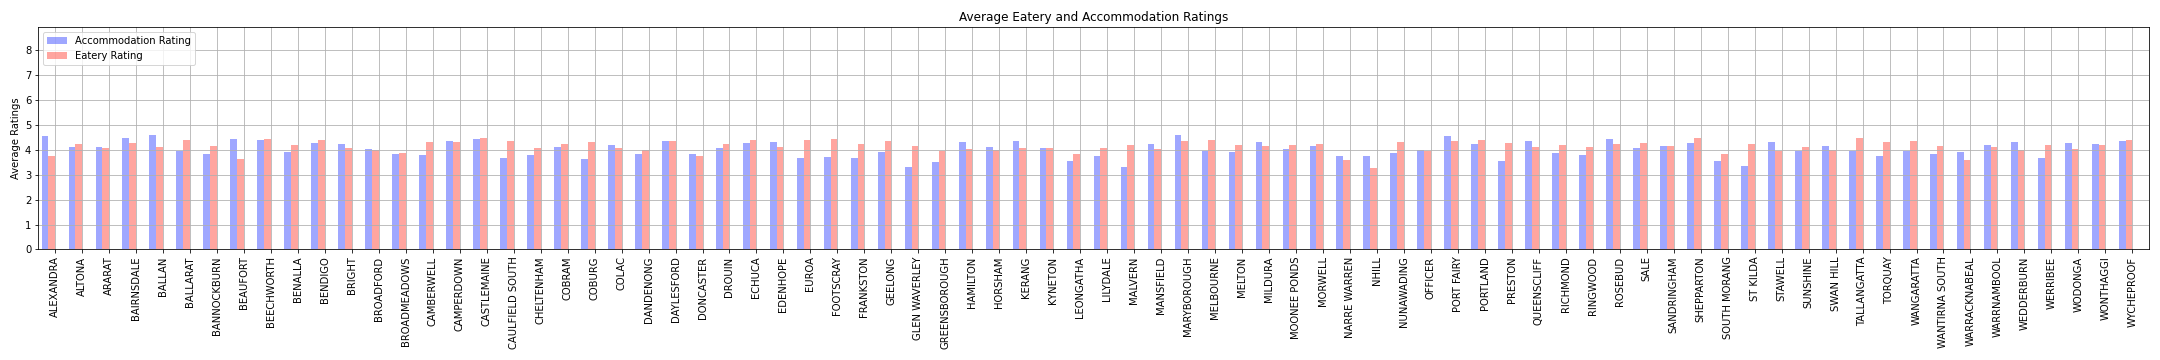 Average Eatery and Accommodation Ratings
Accommodation Rating
Eatery Rating
Average Ratings
8
7
6
5
4
3
2
1
0
ALEXANDRA
ALTONA
ARARAT
BAIRNSDALE
BALLAN
BALLARAT
BANNOCKBURN
BEAUFORT
BEECHWORTH
BENALLA
BENDIGO
BRIGHT
BROADFORD
BROADMEADOWS
CAMBERWELL
CAMPERDOWN
CASTLEMAINE
CAULFIELD SOUTH
CHELTENHAM
COBRAM
COBURG
COLAC
DANDENONG
DAYLESFORD
DONCASTER
DROUIN
ECHUCA
EDENHOPE
EUROA
FOOTSCRAY
FRANKSTON
GEELONG
GLEN WAVERLEY
GREENSBOROUGH
HAMILTON
HORSHAM
KERANG
KYNETON
LEONGATHA
LILYDALE
MALVERN
MANSFIELD
MARYBOROUGH
MELBOURNE
MELTON
MILDURA
MOONEE PONDS
MORWELL
NARRE WARREN
NHILL
NUNAWADING
OFFICER
PORT FAIRY
PORTLAND
PRESTON
QUEENSCLIFF
RICHMOND
RINGWOOD
ROSEBUD
SALE
SANDRINGHAM
SHEPPARTON
SOUTH MORANG
ST KILDA
STAWELL
SUNSHINE
SWAN HILL
TALLANGATTA
TORQUAY
WANGARATTA
WANTIRNA SOUTH
WARRACKNABEAL
WARRNAMBOOL
WEDDERBURN
WERRIBEE
WODONGA
WONTHAGGI
WYCHEPROOF